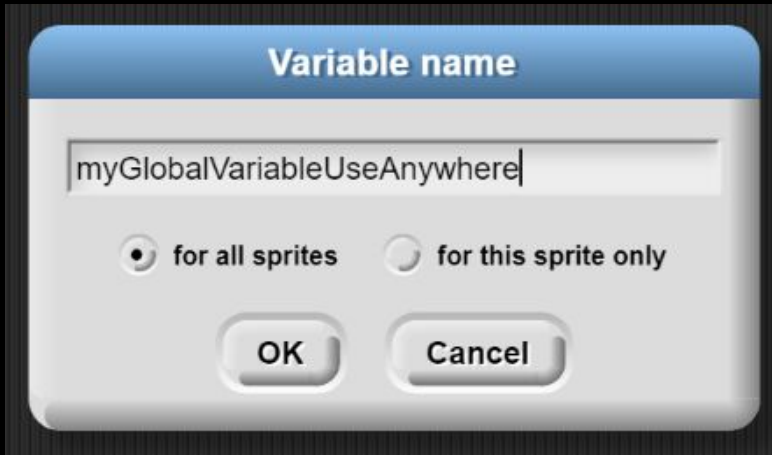 Variable name
myGlobalVariableUseAnywhere
for all sprites for this sprite only
OK Cancel